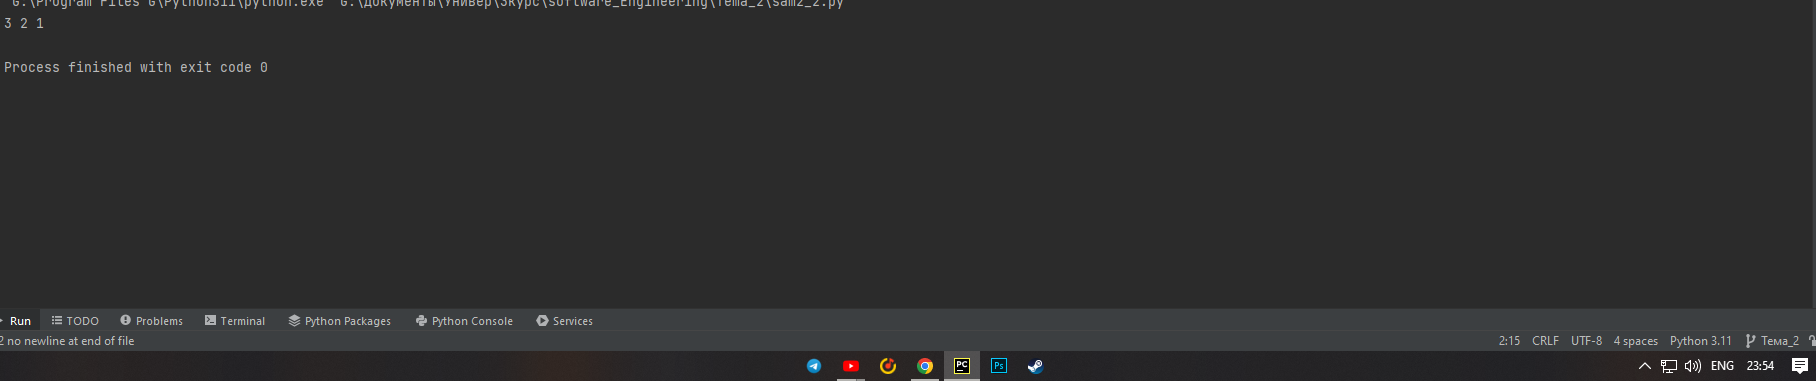 G:\Program Files G\Python311\python.exe" "G:\Документы\Универ\3курс\Software_Engineering\Тема_2\sam2_2.py"
3 2 1
Process finished with exit code 0
Run TODO Problems Terminal Python Packages Python Console Services
2 no newline at end of file 2:15 CRLF UTF-8 4 spaces Python 3.11 Тема_2
PC Ps ENG 23:54